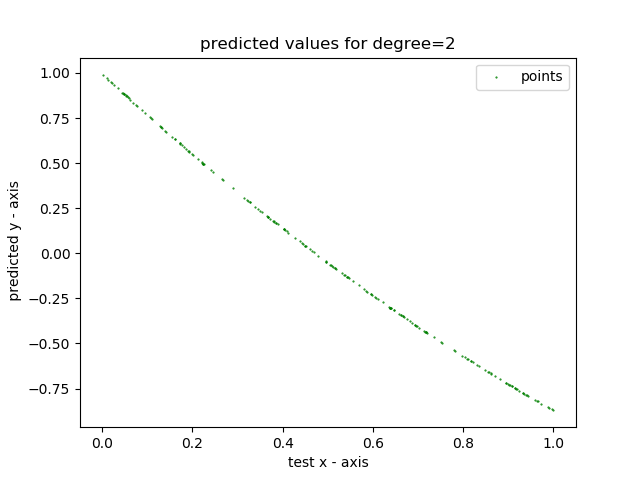 predicted values for degree=2
points
1.00
0.75
0.50
0.25
0.00
−0.25
−0.50
−0.75
predicted y - axis
0.0 0.2 0.4 0.6 0.8 1.0
test x - axis